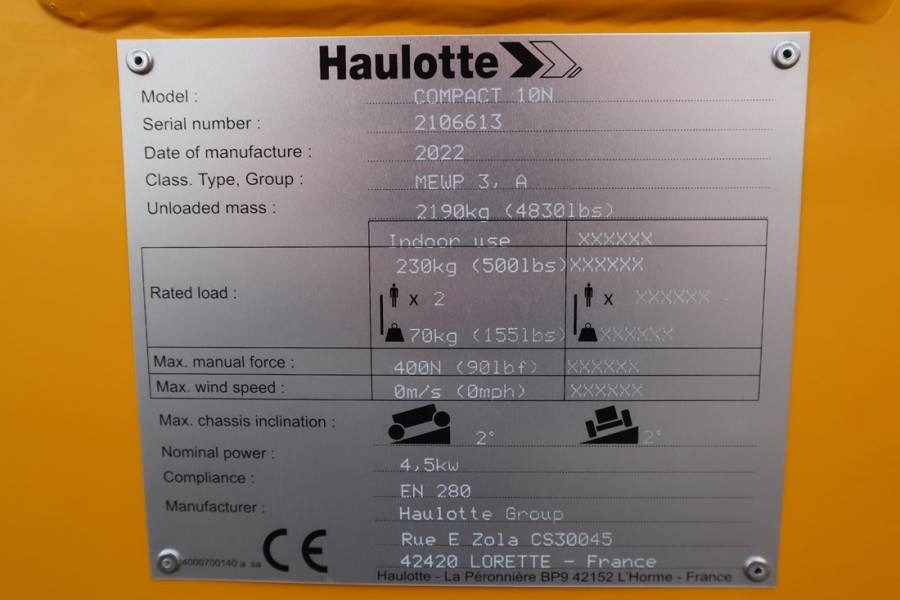 Haulotte
Model : COMPACT 10N
Serial number : 2106613
Date of manufacture : 2022
Class. Type, Group : MEWP 3, A
Unloaded mass : 2190kg (4830lbs)
Indoor use XXXXXX
230kg (500lbs) XXXXXX
Rated load : x 2 x XXXXXX
70kg (155lbs) XXXXXX
Max. manual force : 400N (90lbf) XXXXXX
Max. wind speed : 0m/s (0mph) XXXXXX
Max. chassis inclination : 2° 2°
Nominal power : 4,5kw
Compliance : EN 280
Manufacturer : Haulotte Group
Rue E Zola CS30045
42420 LORETTE - France
4000700140 a sa CE
Haulotte - La Péronnière BP9 42152 L'Horme - France